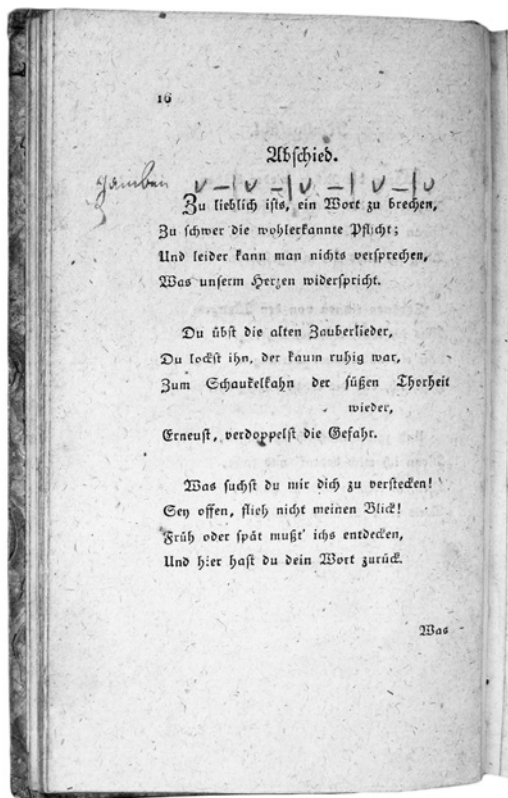 16
Abschied.
Jamben ᴗ – | ᴗ – | ᴗ – | ᴗ – | ᴗ
Zu lieblich ists, ein Wort zu brechen,
Zu schwer die wohlerkannte Pflicht;
Und leider kann man nichts versprechen,
Was unserm Herzen widerspricht.
Du übst die alten Zauberlieder,
Du lockst ihn, der kaum ruhig war,
Zum Schaukelkahn der süßen Thorheit
wieder,
Erneust, verdoppelst die Gefahr.
Was suchst du mir dich zu verstecken!
Sey offen, flieh nicht meinen Blick!
Früh oder spät mußt' ichs entdecken,
Und hier hast du dein Wort zurück.
Was